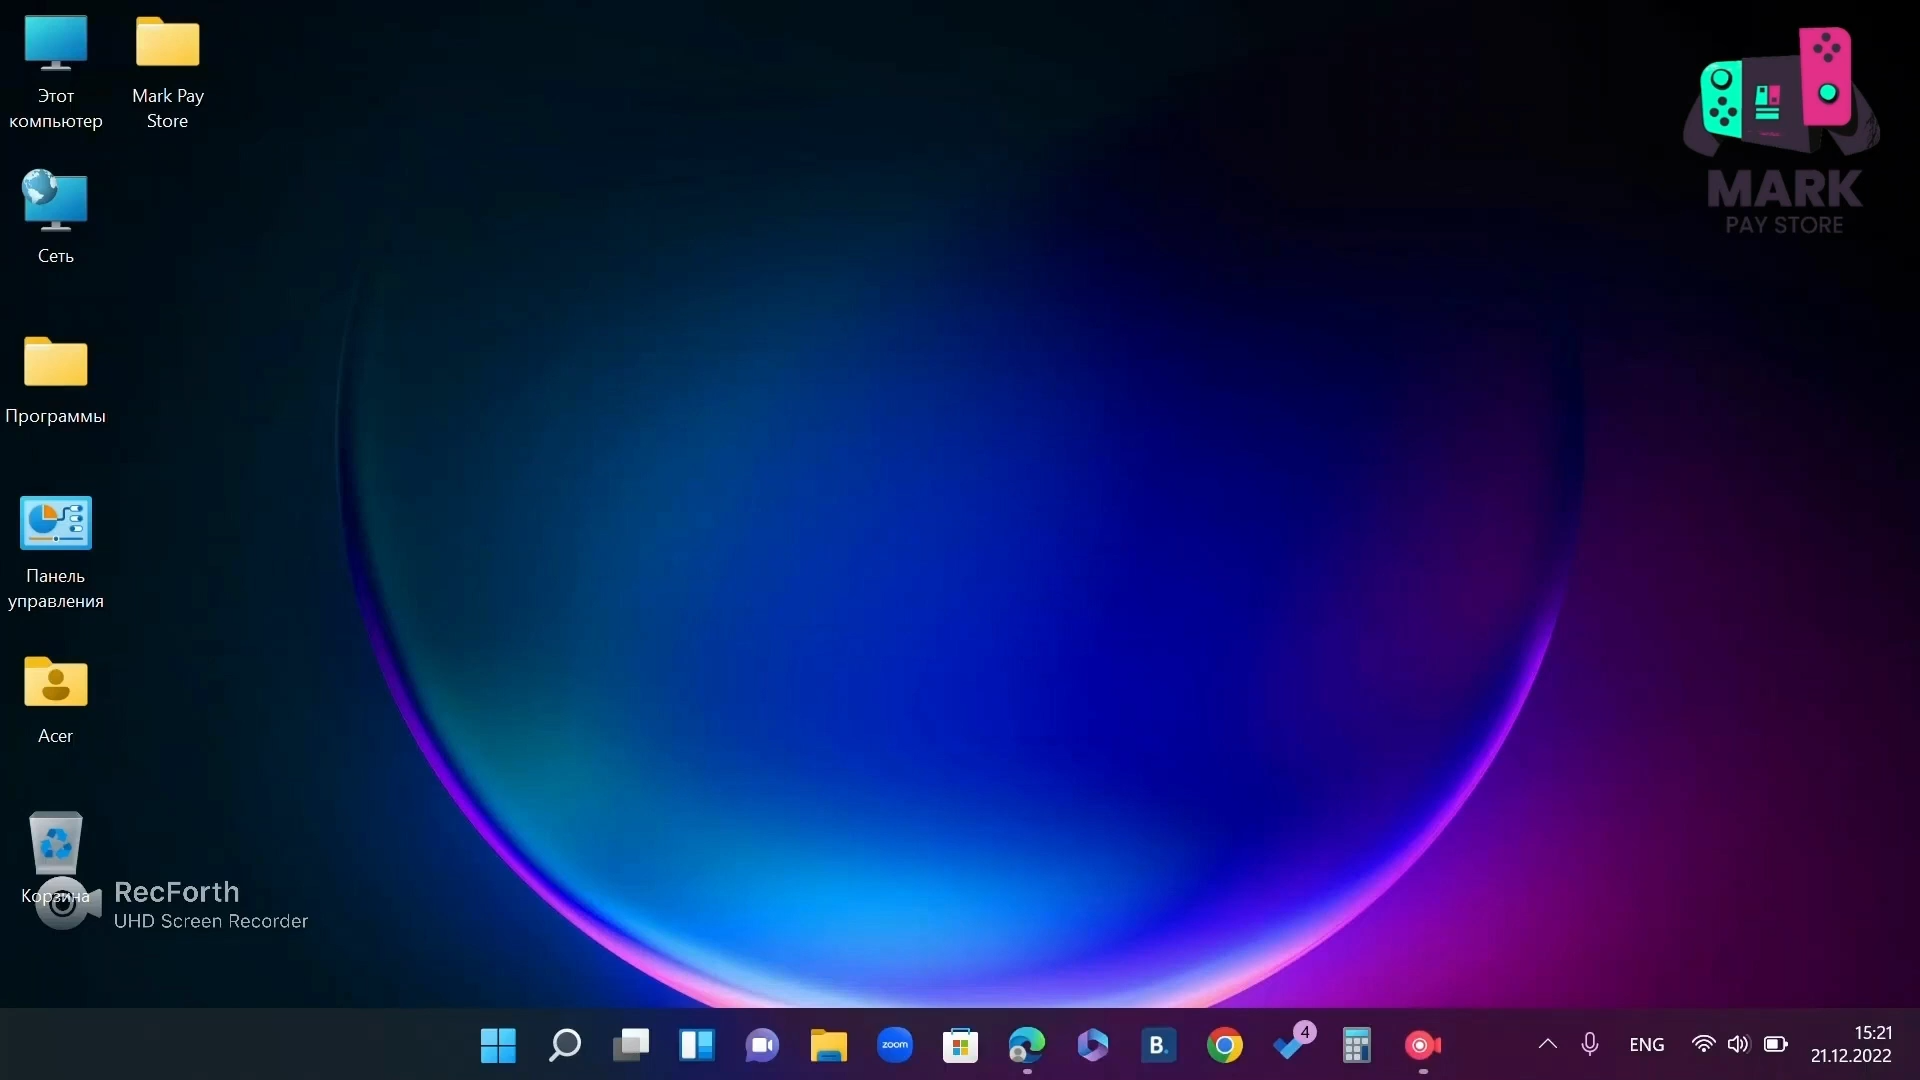 Этот
компьютер
Mark Pay
Store
MARK
PAY STORE
Сеть
Программы
Панель
управления
Acer
Корзина
RecForth
UHD Screen Recorder
zoom
B.
4
ENG
15:21
21.12.2022